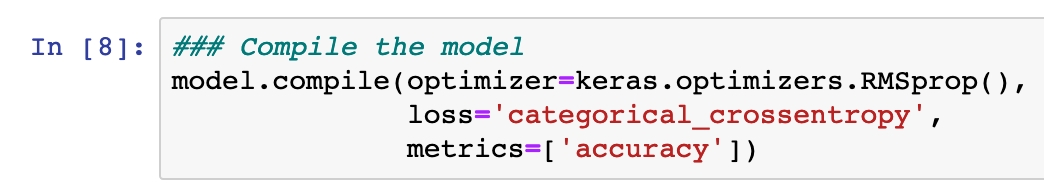 In [8]: ### Compile the model
model.compile(optimizer=keras.optimizers.RMSprop(),
loss='categorical_crossentropy',
metrics=['accuracy'])